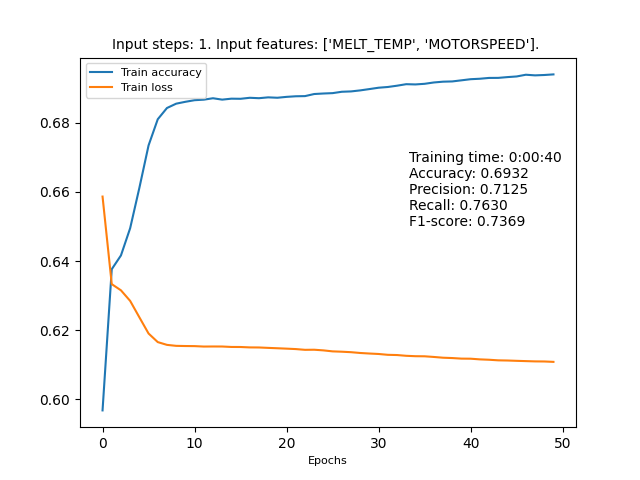 Input steps: 1. Input features: ['MELT_TEMP', 'MOTORSPEED'].
Train accuracy
Train loss
0.68
0.66
0.64
0.62
0.60
Training time: 0:00:40
Accuracy: 0.6932
Precision: 0.7125
Recall: 0.7630
F1-score: 0.7369
0 10 20 30 40 50
Epochs